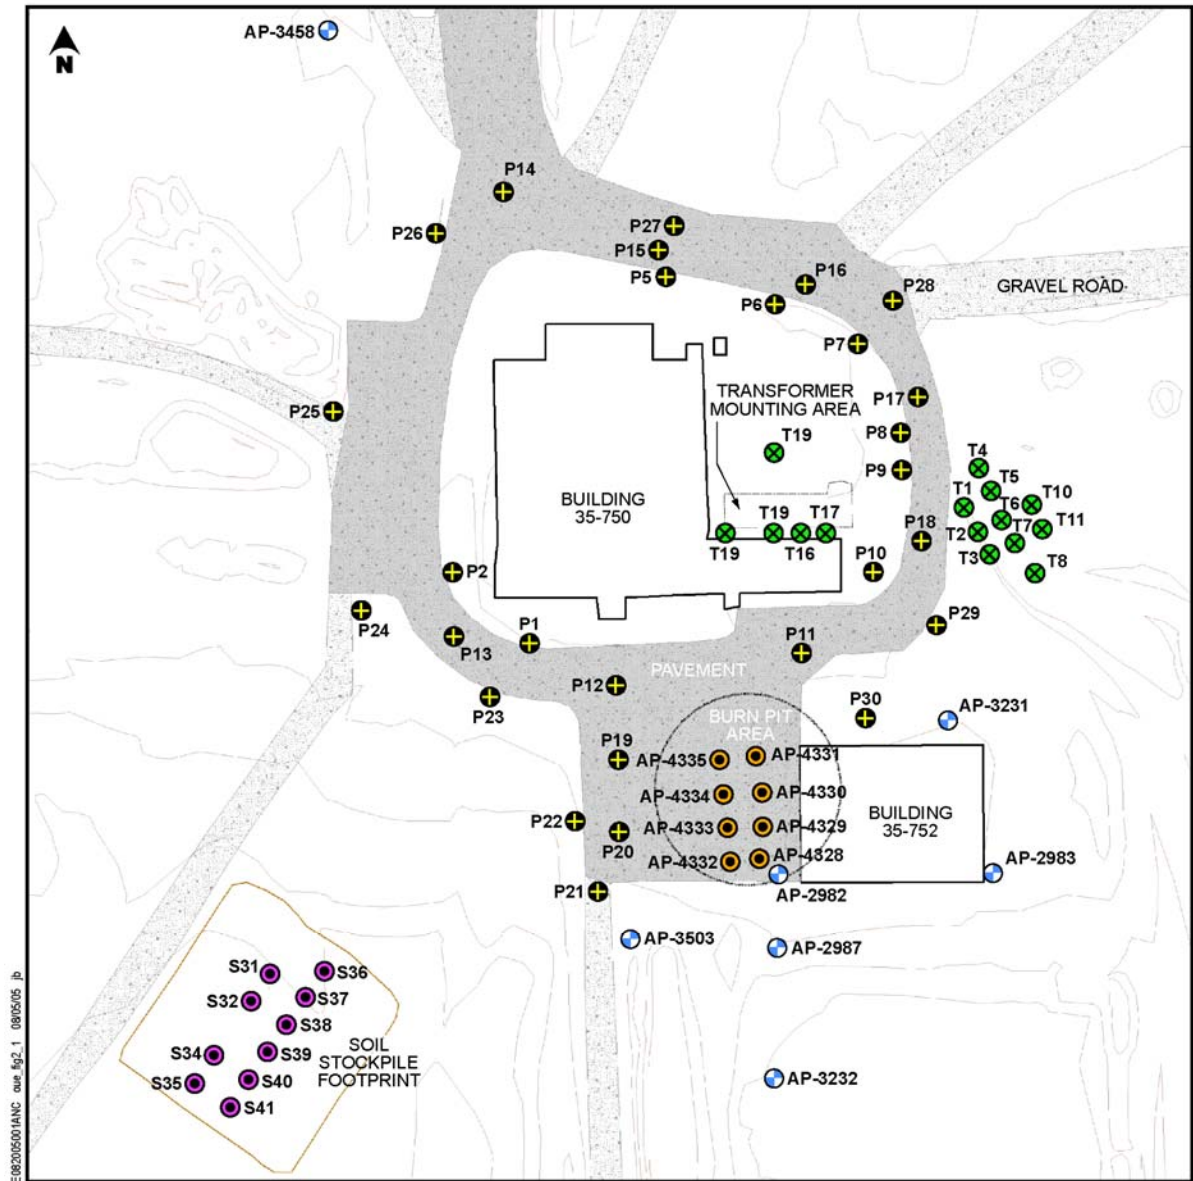 AP-3458
N
P14
P27
P26
P15
P5
P16
P28
GRAVEL ROAD
P6
P7
TRANSFORMER
MOUNTING AREA
P17
P25
P8
T19
T4
P9
T5
BUILDING
35-750
T1
T10
T6
T19
T19
T16
T17
P18
T2
T7
T11
T3
P10
T8
P2
P24
P29
P1
P13
P11
PAVEMENT
P12
P23
P30
AP-3231
BURN PIT
AREA
P19
AP-4335
AP-4331
AP-4334
AP-4330
BUILDING
35-752
P22
AP-4333
AP-4329
P20
AP-4332
AP-4328
AP-2983
P21
AP-2982
AP-3503
AP-2987
S31
S36
S32
S37
S38
S34
S39
SOIL
STOCKPILE
FOOTPRINT
S35
S40
S41
AP-3232
E082005001ANC oue_fig2_1 08/05/05 jb